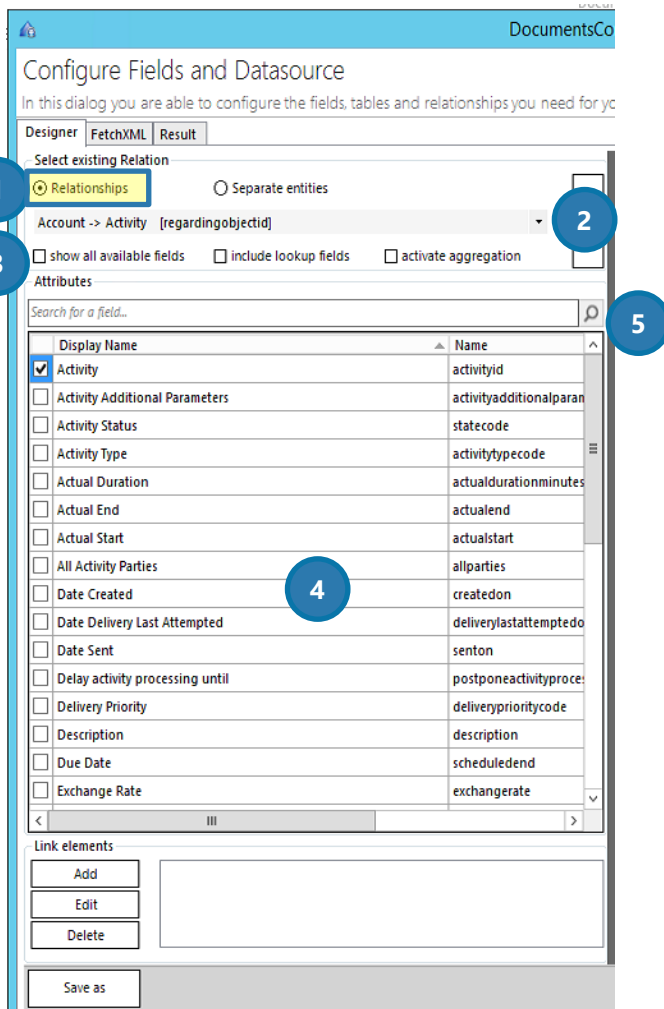 DocumentsCo
Configure Fields and Datasource
In this dialog you are able to configure the fields, tables and relationships you need for yo
Designer FetchXML Result
Select existing Relation
Relationships Separate entities
Account -> Activity [regardingobjectid] 2
show all available fields include lookup fields activate aggregation
Attributes
Search for a field... 5
Display Name Name
Activity activityid
Activity Additional Parameters activityadditionalparam
Activity Status statecode
Activity Type activitytypecode
Actual Duration actualdurationminutes
Actual End actualend
Actual Start actualstart
All Activity Parties allparties
4
Date Created createdon
Date Delivery Last Attempted deliverylastattemptedo
Date Sent senton
Delay activity processing until postponeactivityproces
Delivery Priority deliveryprioritycode
Description description
Due Date scheduledend
Exchange Rate exchangerate
Link elements
Add
Edit
Delete
Save as